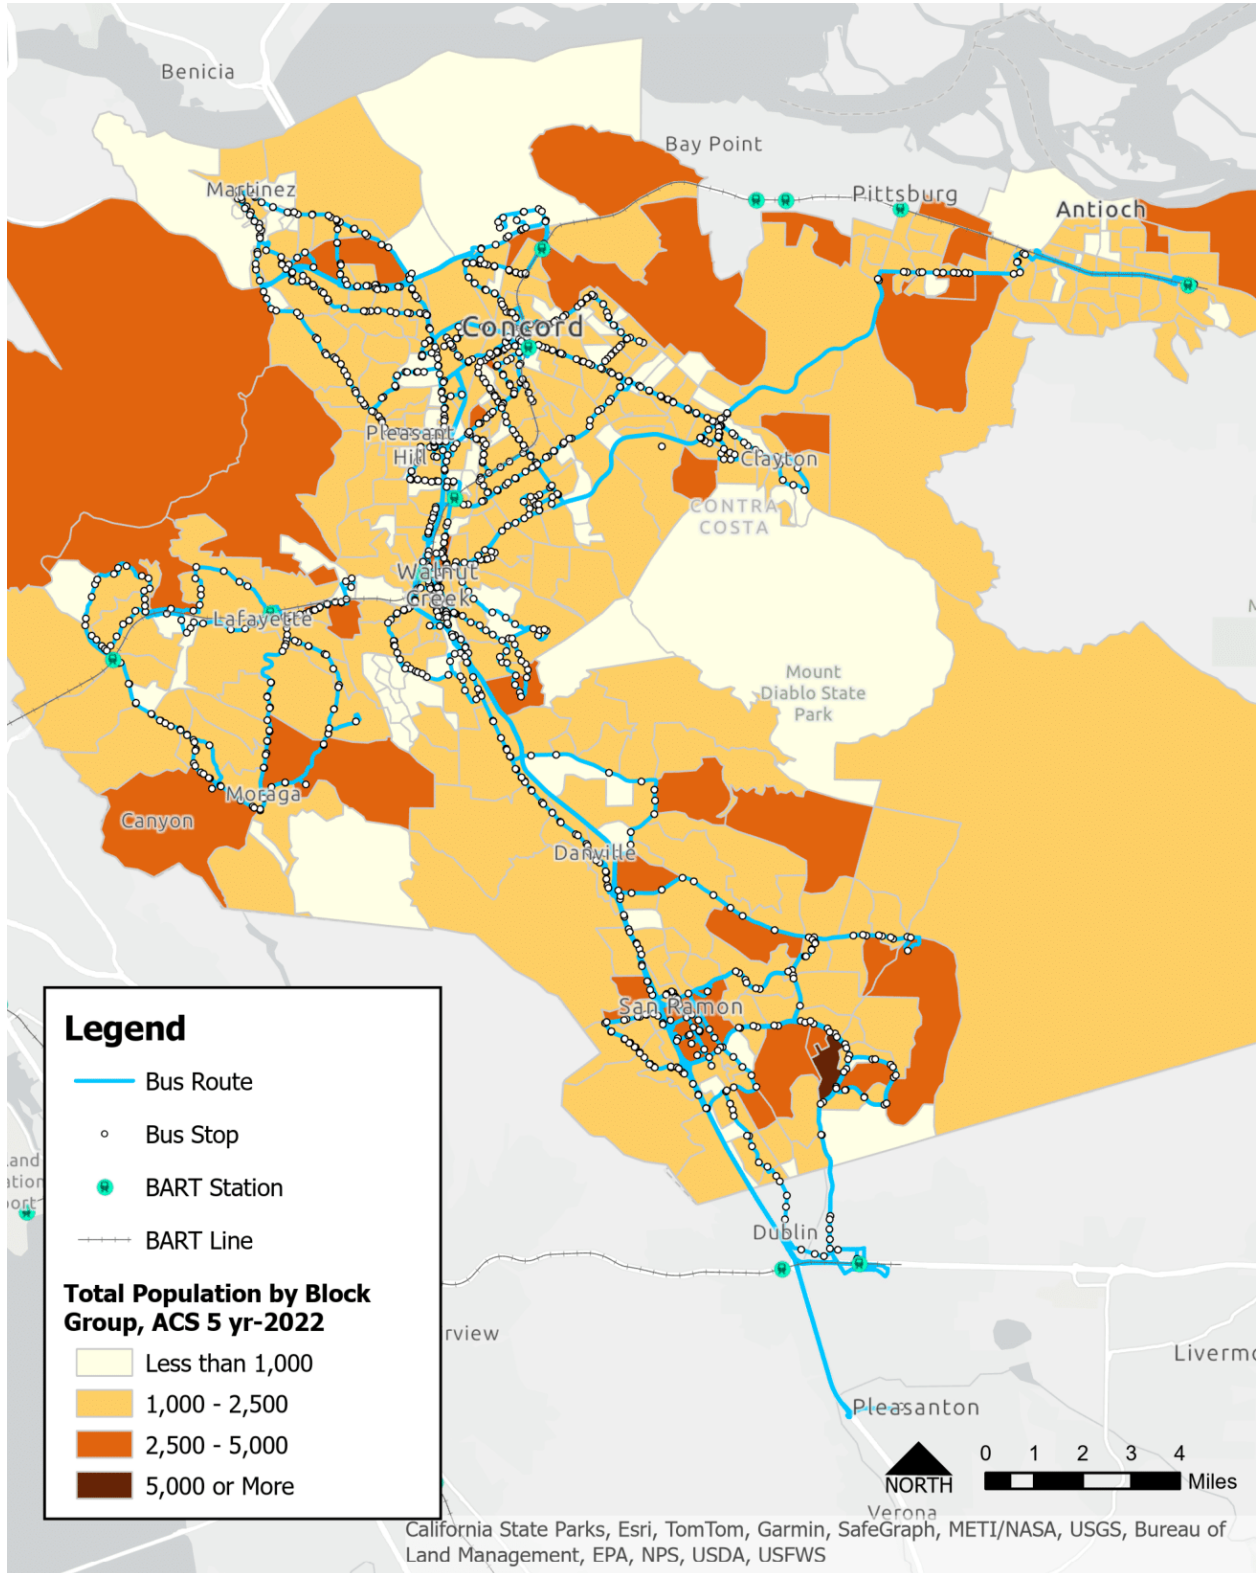 Benicia
Bay Point
Martinez
Pittsburg
Antioch
Concord
Pleasant
Hill
Clayton
CONTRA
COSTA
Walnut
Creek
Lafayette
Mount
Diablo State
Park
Moraga
Canyon
Danville
San Ramon
Legend
Bus Route
Bus Stop
BART Station
BART Line
Total Population by Block
Group, ACS 5 yr-2022
Less than 1,000
1,000 - 2,500
2,500 - 5,000
5,000 or More
Dublin
Pleasanton
0 1 2 3 4
Miles
NORTH
Verona
California State Parks, Esri, TomTom, Garmin, SafeGraph, METI/NASA, USGS, Bureau of
Land Management, EPA, NPS, USDA, USFWS